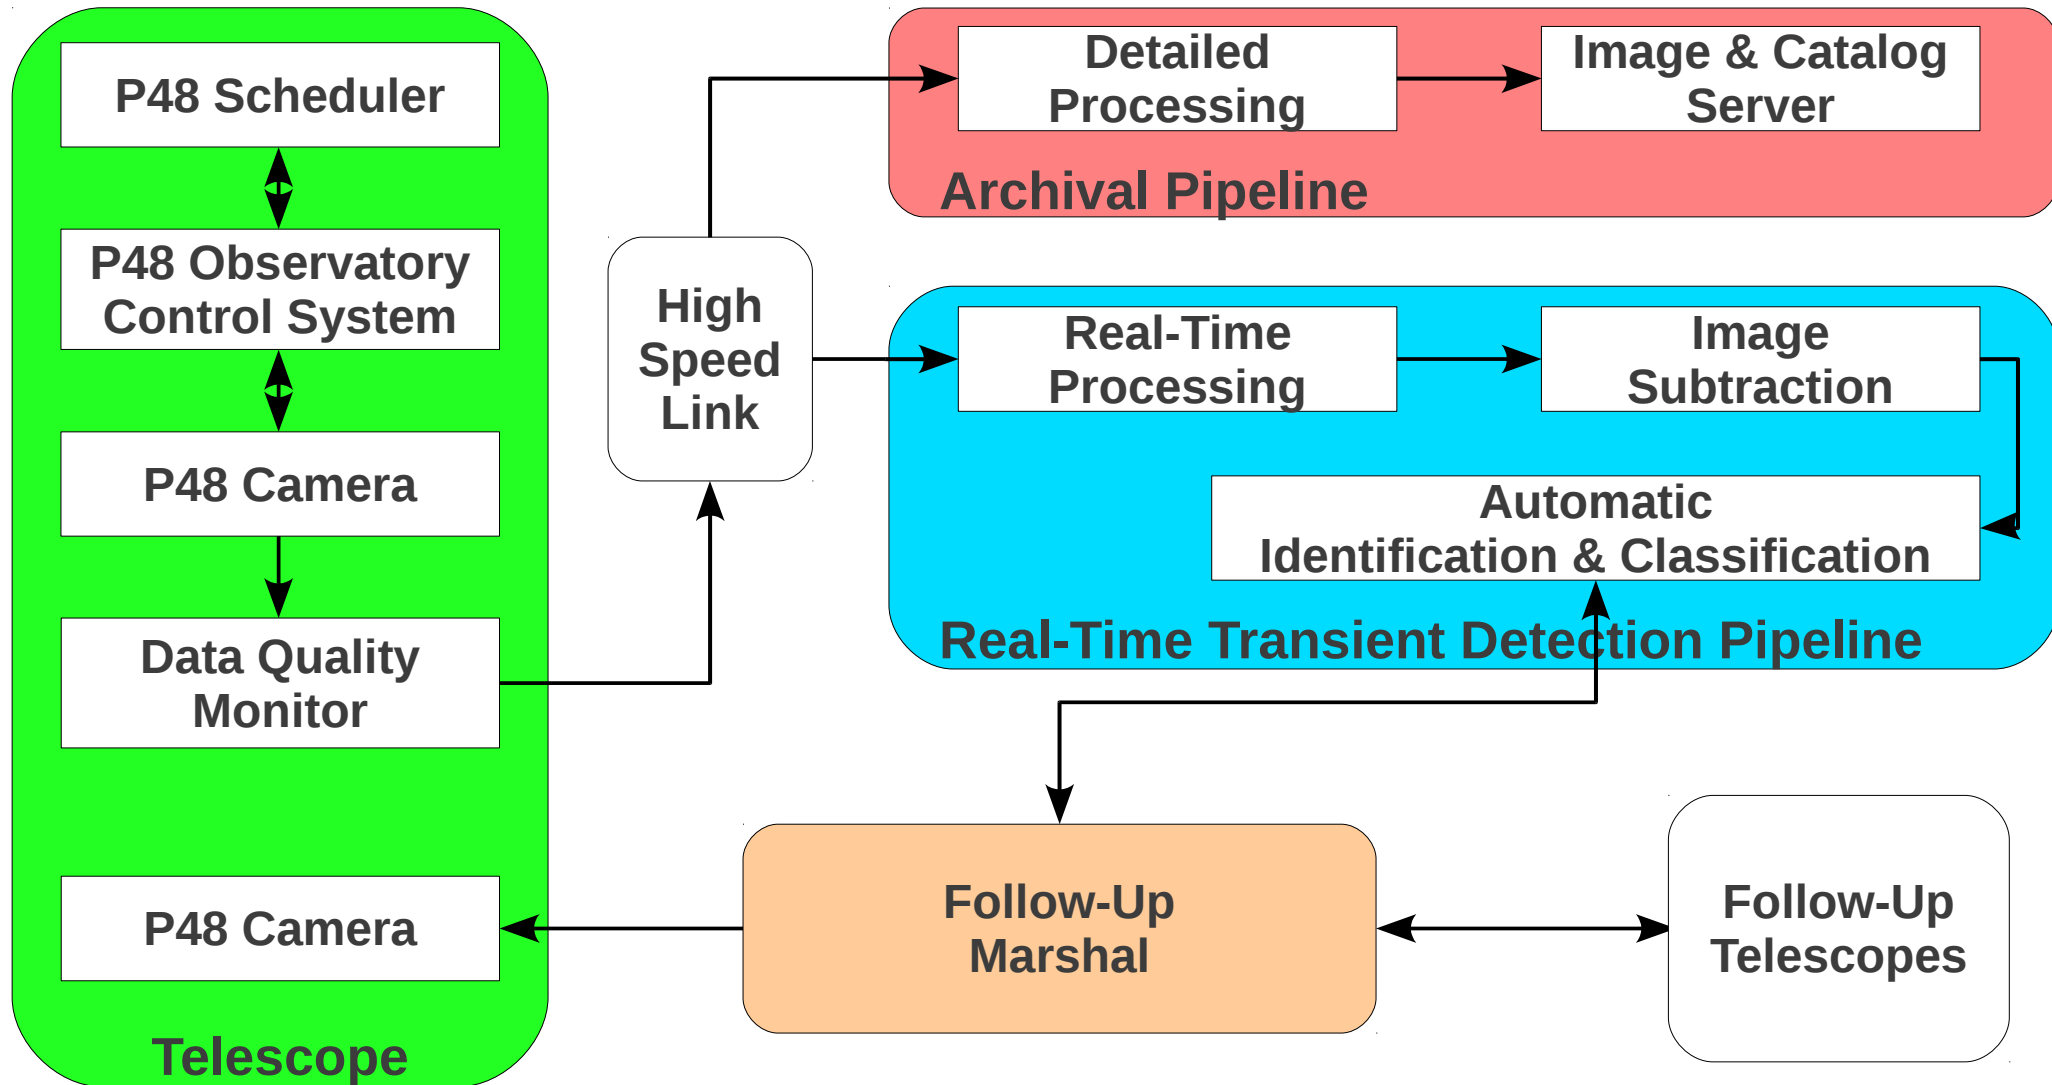 P48 Scheduler
P48 Observatory
Control System
P48 Camera
Data Quality
Monitor
P48 Camera
Telescope
High
Speed
Link
Detailed
Processing
Image & Catalog
Server
Archival Pipeline
Real-Time
Processing
Image
Subtraction
Automatic
Identification & Classification
Real-Time Transient Detection Pipeline
Follow-Up
Marshal
Follow-Up
Telescopes